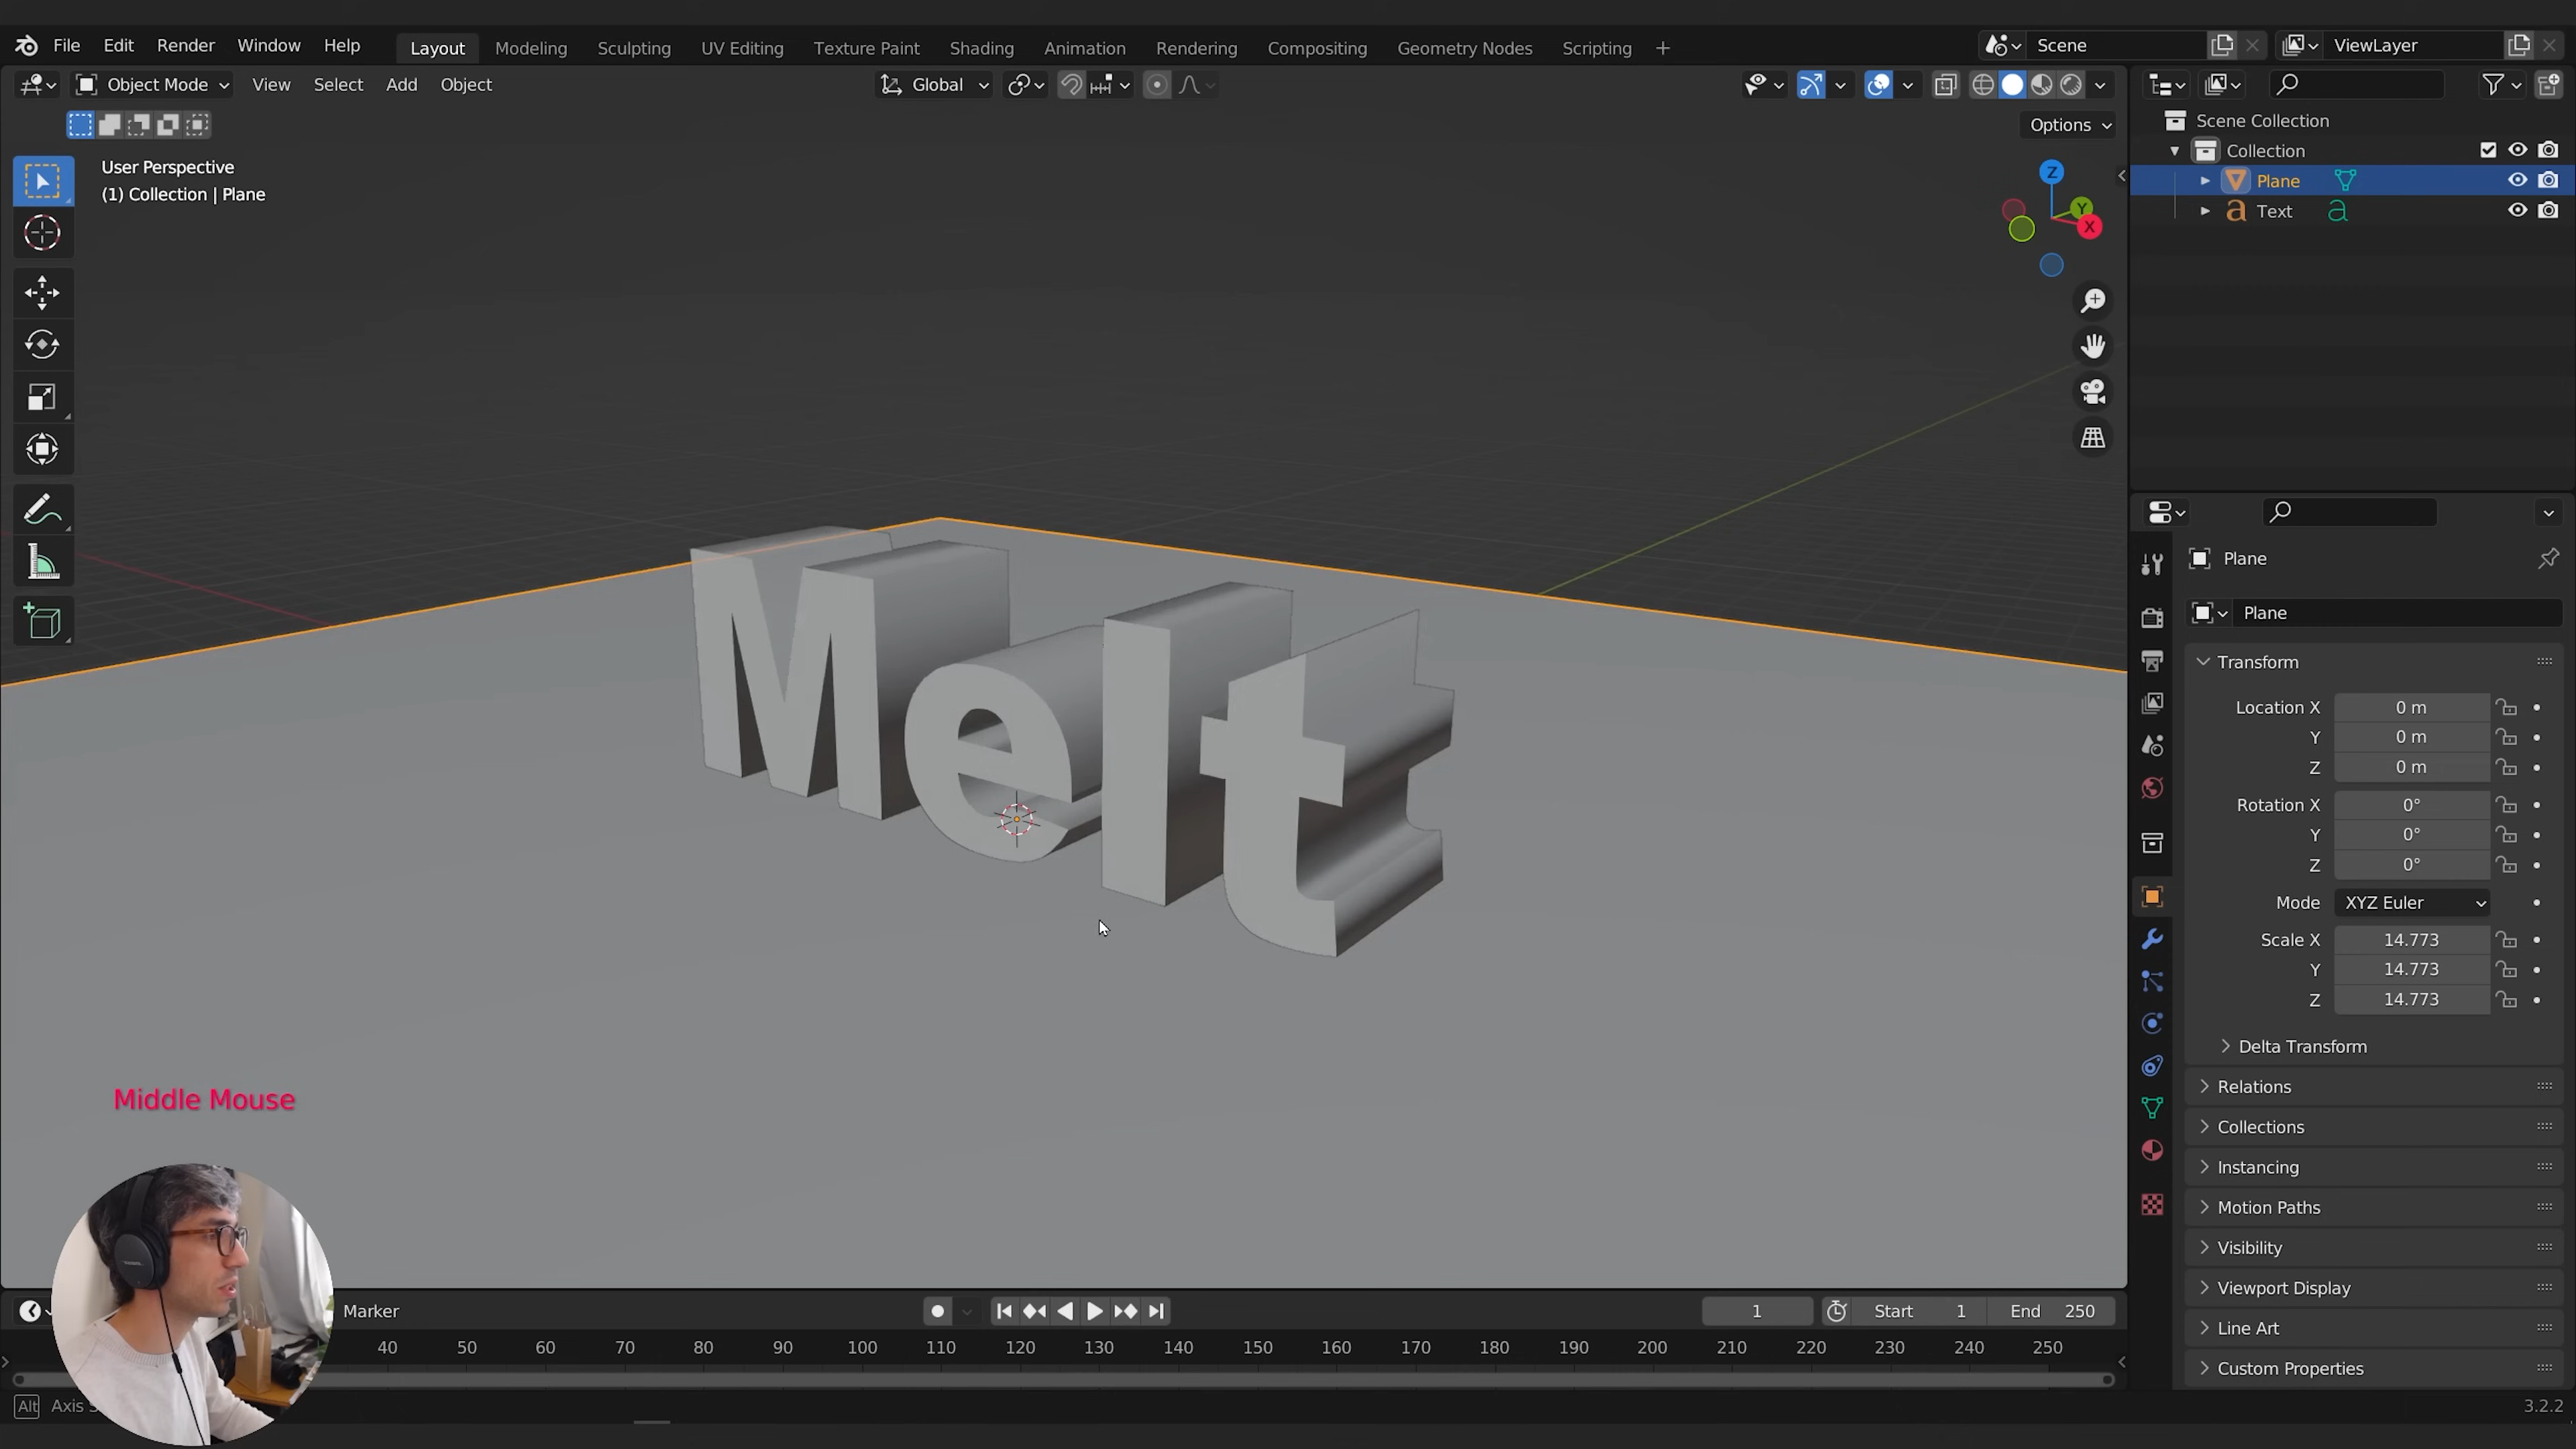 File Edit Render Window Help Layout Modeling Sculpting UV Editing Texture Paint Shading Animation Rendering Compositing Geometry Nodes Scripting + Scene ViewLayer
Object Mode View Select Add Object Global
Options
User Perspective
(1) Collection | Plane
Z
Y
X
Scene Collection
Collection
Plane
Text
Melt
Plane
Plane
Transform
Location X 0 m
Y 0 m
Z 0 m
Rotation X 0°
Y 0°
Z 0°
Mode XYZ Euler
Scale X 14.773
Y 14.773
Z 14.773
Delta Transform
Relations
Collections
Instancing
Motion Paths
Visibility
Viewport Display
Line Art
Custom Properties
Middle Mouse
Marker 1 Start 1 End 250
40 50 60 70 80 90 100 110 120 130 140 150 160 170 180 190 200 210 220 230 240 250
Alt Axis
3.2.2